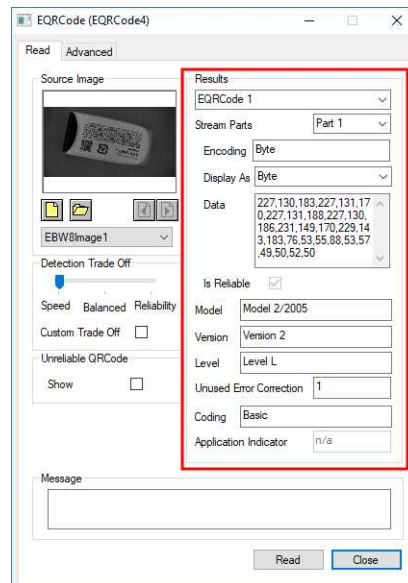 EQRCode (EQRCode4)
Read
Advanced
Source Image
EBW8Image1
Detection Trade Off
Speed
Balanced
Reliability
Custom Trade Off
Unreliable QRCode
Show
Results
EQRCode 1
Stream Parts
Part 1
Encoding
Byte
Display As
Byte
Data
227,130,183,227,131,17
0,227,131,188,227,130,
186,231,149,170,229,14
3,183,76,53,55,88,53,57
,49,50,52,50
Is Reliable
Model
Model 2/2005
Version
Version 2
Level
Level L
Unused Error Correction
1
Coding
Basic
Application Indicator
n/a
Message
Read
Close